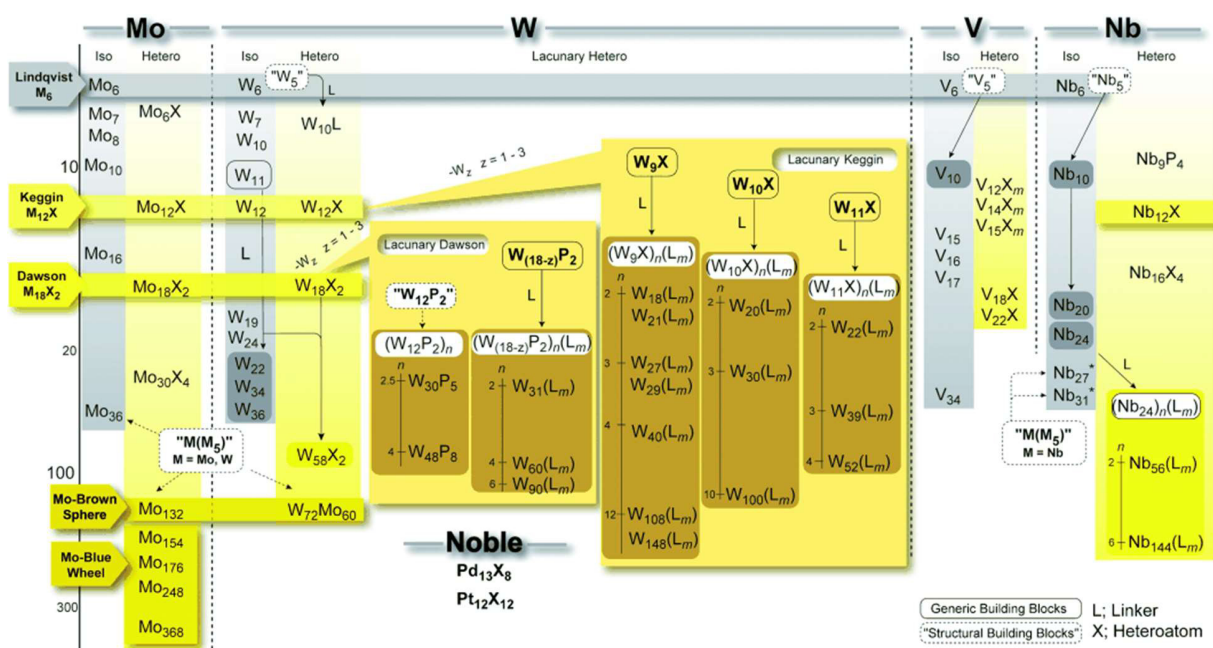 Mo
W
V
Nb
Iso
Hetero
Iso
Hetero
Lacunary Hetero
Iso
Hetero
Iso
Hetero
Lindqvist
M₆
Mo₆
W₆
"W₅"
L
V₆
"V₅"
Nb₆
"Nb₅"
Mo₇
Mo₈
Mo₁₀
Mo₆X
W₇
W₁₀
W₁₁
W₁₀L
10
Keggin
M₁₂X
Mo₁₂X
W₁₂
W₁₂X
-W_z z = 1 - 3
Mo₁₆
L
-W_z z = 1 - 3
Dawson
M₁₈X₂
Mo₁₈X₂
W₁₈X₂
W₁₉
W₂₄
W₂₂
W₃₄
W₃₆
20
Mo₃₀X₄
Mo₃₆
"M(M₅)"
M = Mo, W
W₅₈X₂
100
Mo-Brown
Sphere
Mo₁₃₂
W₇₂Mo₆₀
Mo-Blue
Wheel
Mo₁₅₄
Mo₁₇₆
Mo₂₄₈
Mo₃₆₈
300
Lacunary Dawson
"W₁₂P₂"
(W₁₂P₂)ₙ
n
2.5
W₃₀P₅
4
W₄₈P₈
W₍₁₈₋z₎P₂
L
(W₍₁₈₋z₎P₂)ₙ(Lₘ)
n
2
W₃₁(Lₘ)
4
W₆₀(Lₘ)
6
W₉₀(Lₘ)
Lacunary Keggin
W₉X
L
(W₉X)ₙ(Lₘ)
n
2
W₁₈(Lₘ)
W₂₁(Lₘ)
3
W₂₇(Lₘ)
W₂₉(Lₘ)
4
W₄₀(Lₘ)
12
W₁₀₈(Lₘ)
W₁₄₈(Lₘ)
W₁₀X
L
(W₁₀X)ₙ(Lₘ)
n
2
W₂₀(Lₘ)
3
W₃₀(Lₘ)
10
W₁₀₀(Lₘ)
W₁₁X
L
(W₁₁X)ₙ(Lₘ)
n
2
W₂₂(Lₘ)
3
W₃₉(Lₘ)
4
W₅₂(Lₘ)
Noble
Pd₁₃X₈
Pt₁₂X₁₂
V₁₀
V₁₂Xₘ
V₁₄Xₘ
V₁₅Xₘ
V₁₅
V₁₆
V₁₇
V₁₈X
V₂₂X
V₃₄
Nb₁₀
Nb₉P₄
Nb₁₂X
Nb₁₆X₄
Nb₂₀
Nb₂₄
L
Nb₂₇*
Nb₃₁*
"M(M₅)"
M = Nb
(Nb₂₄)ₙ(Lₘ)
n
2
Nb₅₆(Lₘ)
6
Nb₁₄₄(Lₘ)
Generic Building Blocks
L; Linker
"Structural Building Blocks"
X; Heteroatom